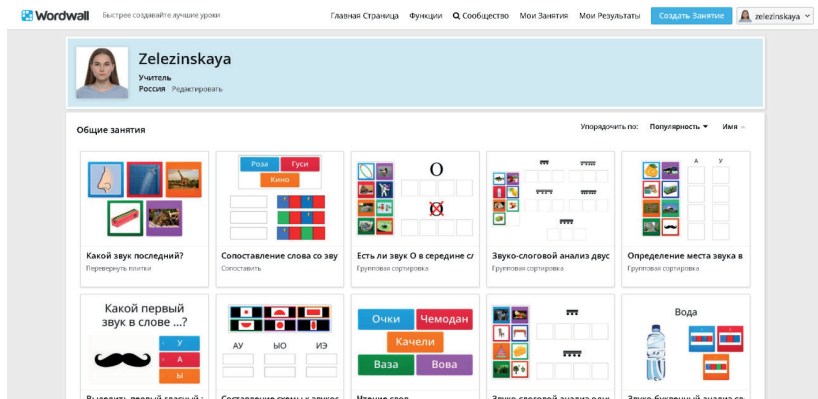 Wordwall Быстрее создавайте лучшие уроки Главная Страница Функции Сообщество Мои Занятия Мои Результаты Создать Занятие zelezinskaya
Zelezinskaya
Учитель
Россия Редактировать
Общие занятия Упорядочить по: Популярность Имя
Роза Гуси
Кино
О
О
А У
Какой звук последний?
Перевернуть плитки
Сопоставление слова со зву
Сопоставить
Есть ли звук О в середине сл
Групповая сортировка
Звуко-слоговой анализ двус
Групповая сортировка
Определение места звука в
Групповая сортировка
Какой первый
звук в слове ...?
У
А
Ы
АУ ЫО ИЭ
Очки Чемодан
Качели
Ваза Вова
Вода